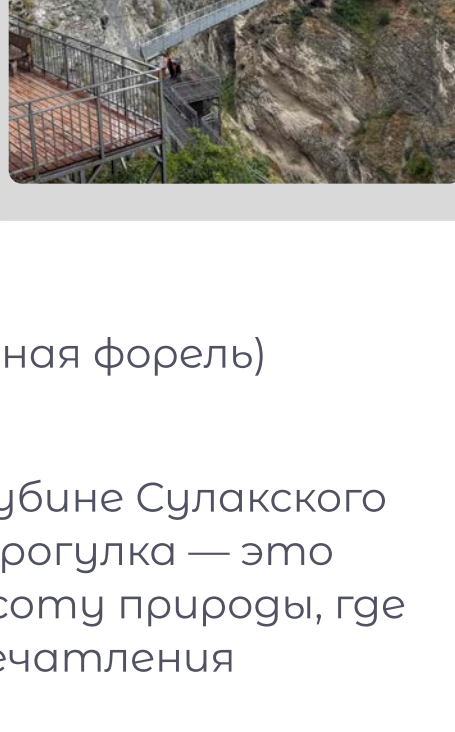 ная форель)
убине Сулакского
рогулка — это
соту природы, где
ечатления